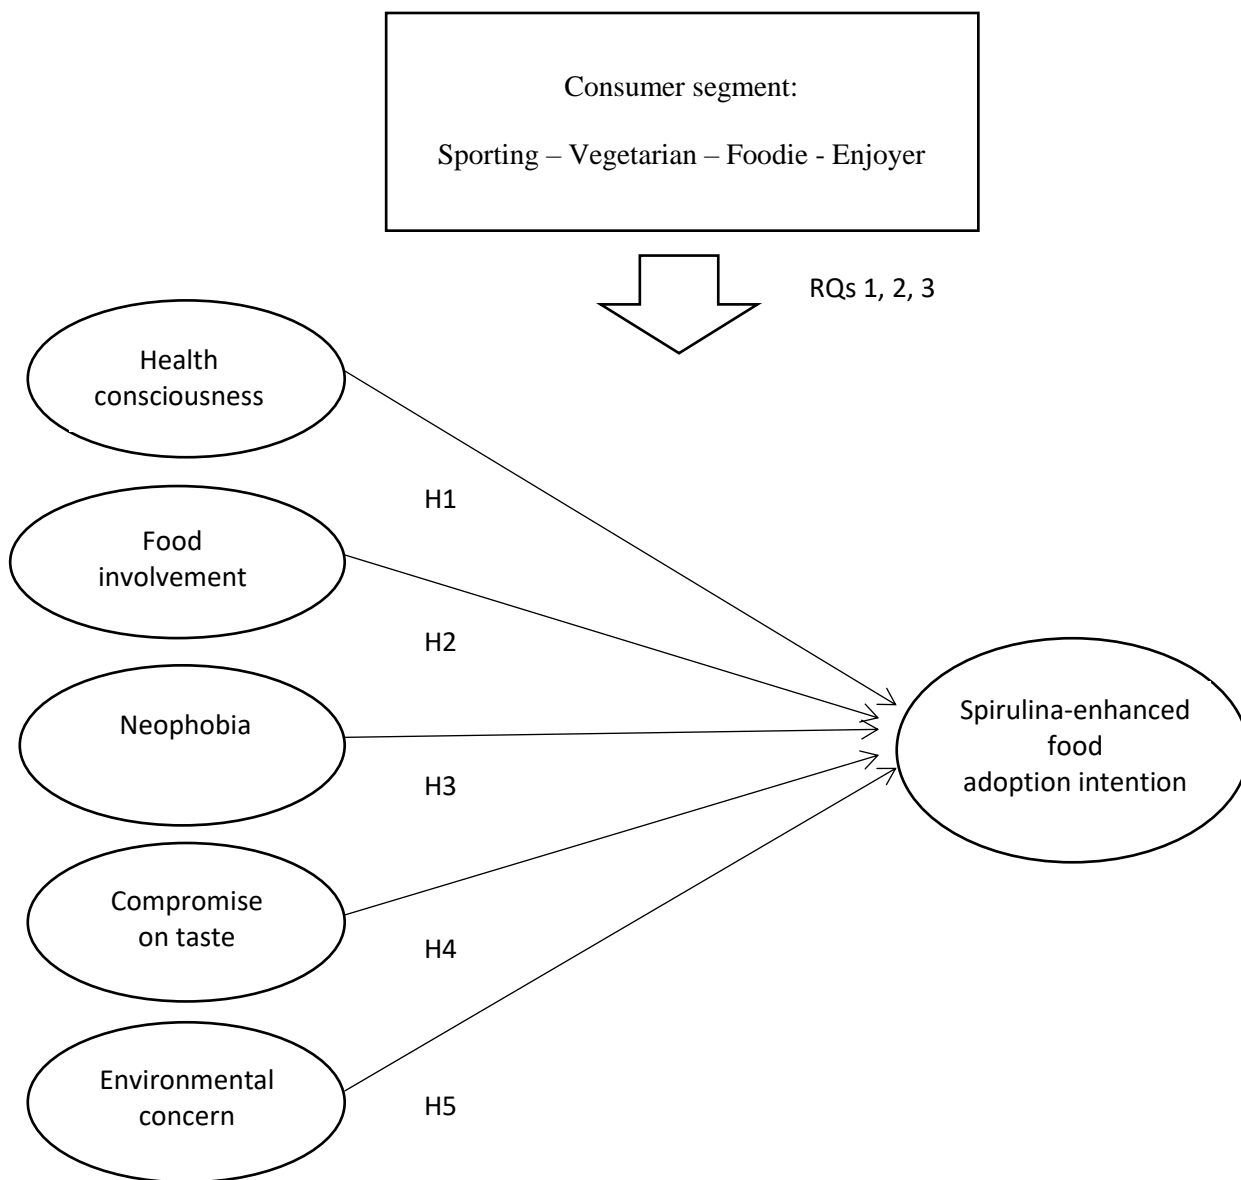 Consumer segment:
Sporting – Vegetarian – Foodie - Enjoyer
RQs 1, 2, 3
Health
consciousness
H1
Food
involvement
H2
Neophobia
H3
Compromise
on taste
H4
Environmental
concern
H5
Spirulina-enhanced
food
adoption intention